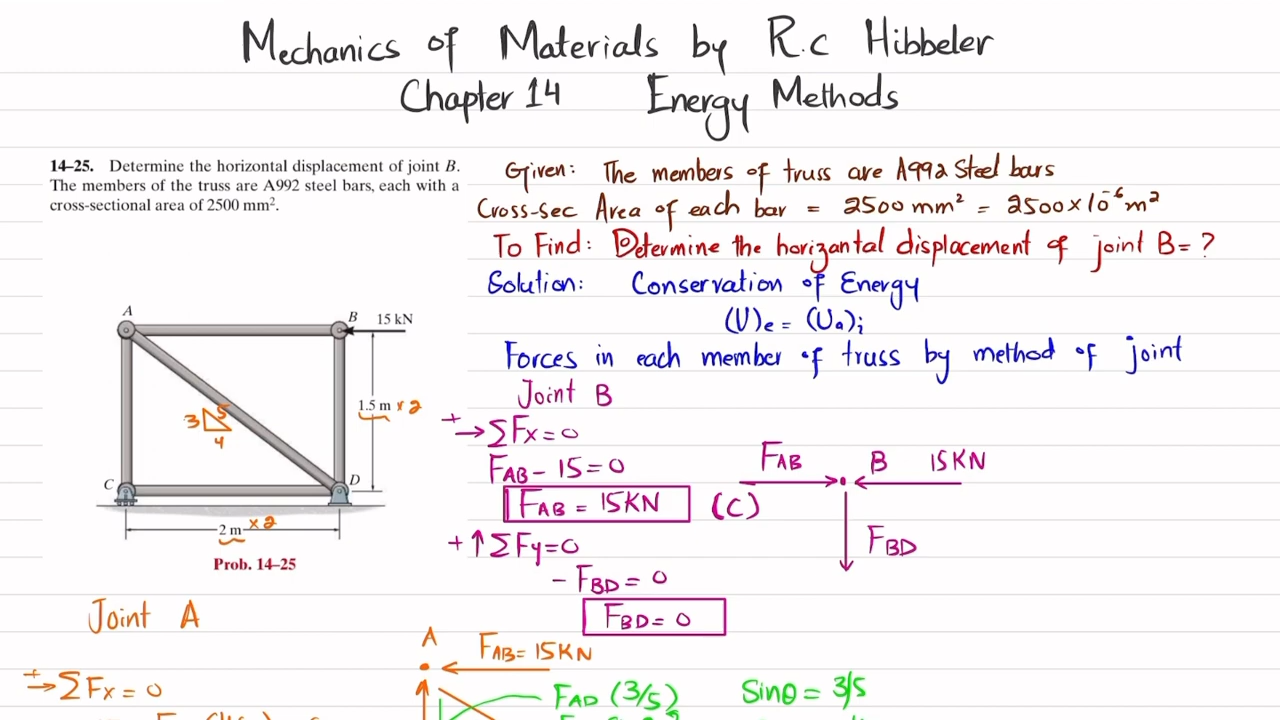 Mechanics of Materials by R.c Hibbeler
Chapter 14 Energy Methods
14–25. Determine the horizontal displacement of joint B.
The members of the truss are A992 steel bars, each with a
cross-sectional area of 2500 mm².
Given: The members of truss are A992 Steel bars
Cross-sec Area of each bar = 2500 mm² = 2500×10⁻⁶ m²
To Find: Determine the horizantal displacement of joint B = ?
Solution: Conservation of Energy
(U)e = (Ua)i
Forces in each member of truss by method of joint
A
B
15 kN
1.5 m × 2
3
5
4
C
D
2 m × 2
Prob. 14–25
Joint B
+→ ΣFx = 0
FAB - 15 = 0
FAB = 15KN (C)
+↑ ΣFy = 0
- FBD = 0
FBD = 0
FAB
B
15KN
FBD
Joint A
+→ ΣFx = 0
A
FAB = 15KN
FAD (3/5)
Sinθ = 3/5